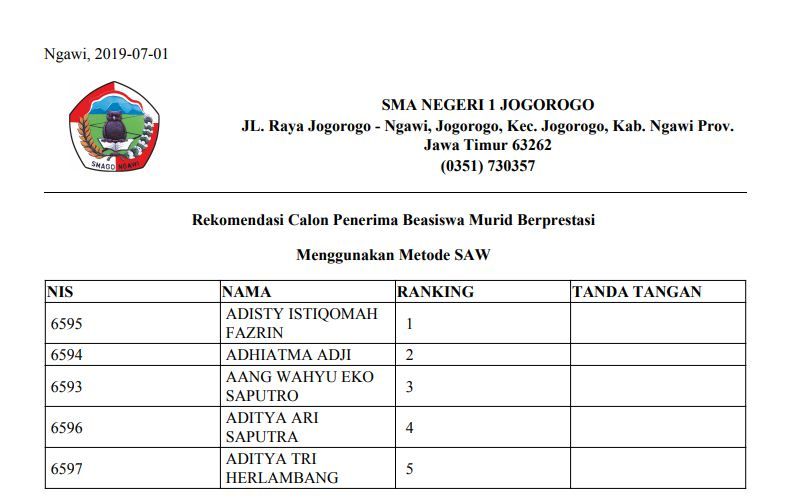 Ngawi, 2019-07-01
SMAGO NGAWI
SMA NEGERI 1 JOGOROGO
JL. Raya Jogorogo - Ngawi, Jogorogo, Kec. Jogorogo, Kab. Ngawi Prov.
Jawa Timur 63262
(0351) 730357
Rekomendasi Calon Penerima Beasiswa Murid Berprestasi
Menggunakan Metode SAW
NIS NAMA RANKING TANDA TANGAN
6595 ADISTY ISTIQOMAH FAZRIN 1
6594 ADHIATMA ADJI 2
6593 AANG WAHYU EKO SAPUTRO 3
6596 ADITYA ARI SAPUTRA 4
6597 ADITYA TRI HERLAMBANG 5